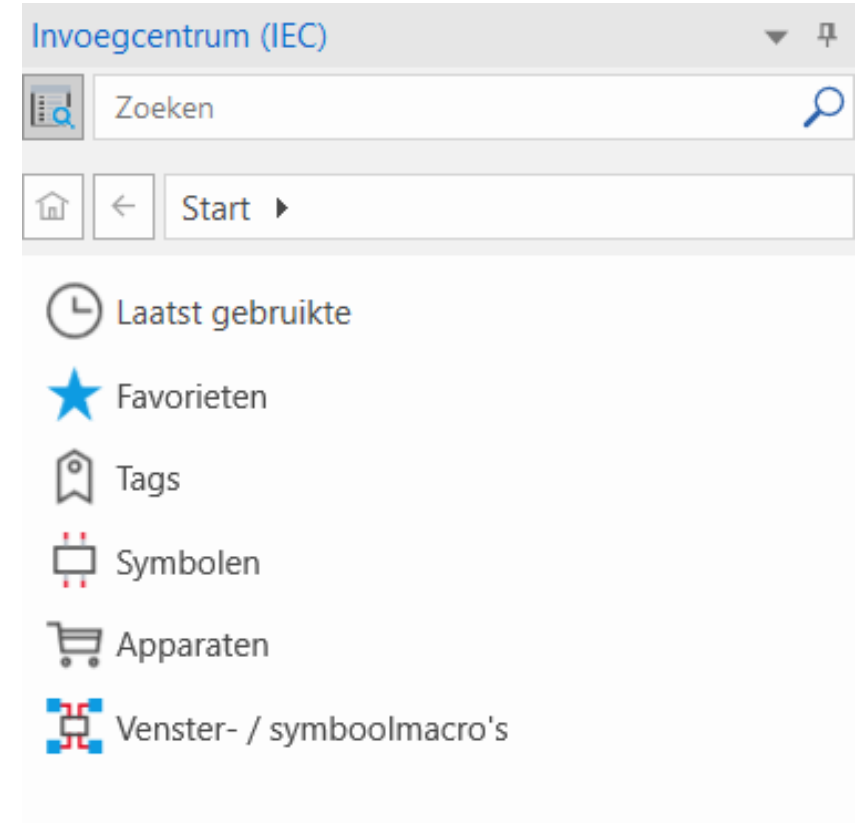 Invoegcentrum (IEC)
Zoeken
Start
Laatst gebruikte
Favorieten
Tags
Symbolen
Apparaten
Venster- / symboolmacro's